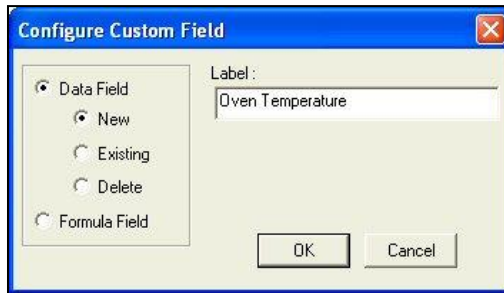 Configure Custom Field
Data Field
New
Existing
Delete
Formula Field
Label :
Oven Temperature
OK
Cancel